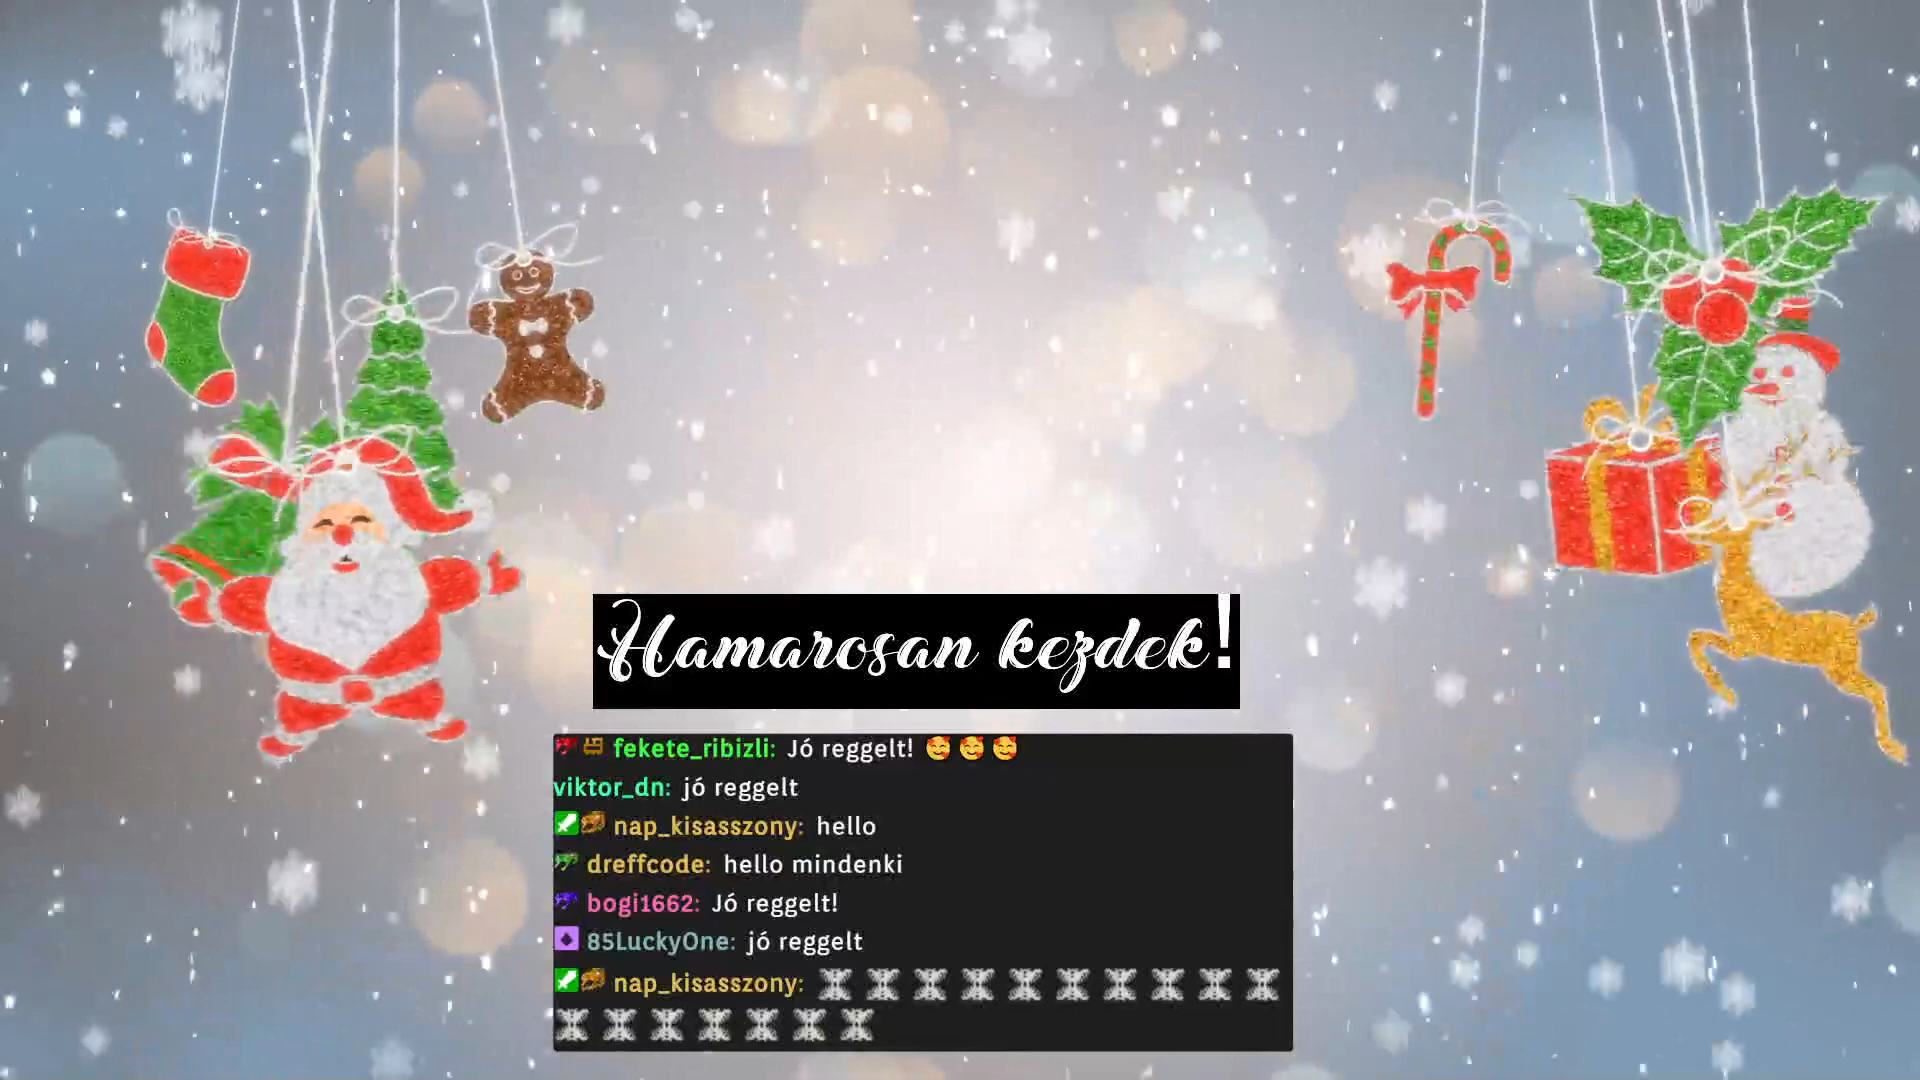 Hamarosan kezdek!
fekete_ribizli: Jó reggelt! 🥰 🥰 🥰
viktor_dn: jó reggelt
nap_kisasszony: hello
dreffcode: hello mindenki
bogi1662: Jó reggelt!
85LuckyOne: jó reggelt
nap_kisasszony: